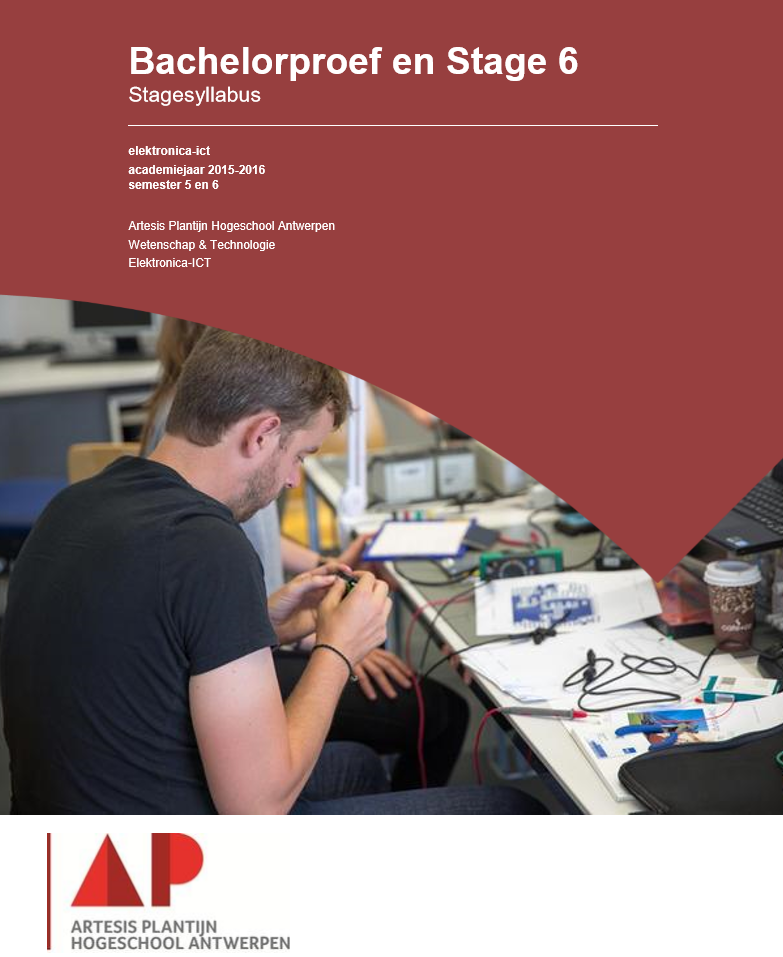 Bachelorproef en Stage 6
Stagesyllabus
elektronica-ict
academiejaar 2015-2016
semester 5 en 6
Artesis Plantijn Hogeschool Antwerpen
Wetenschap & Technologie
Elektronica-ICT
AP
ARTESIS PLANTIJN
HOGESCHOOL ANTWERPEN